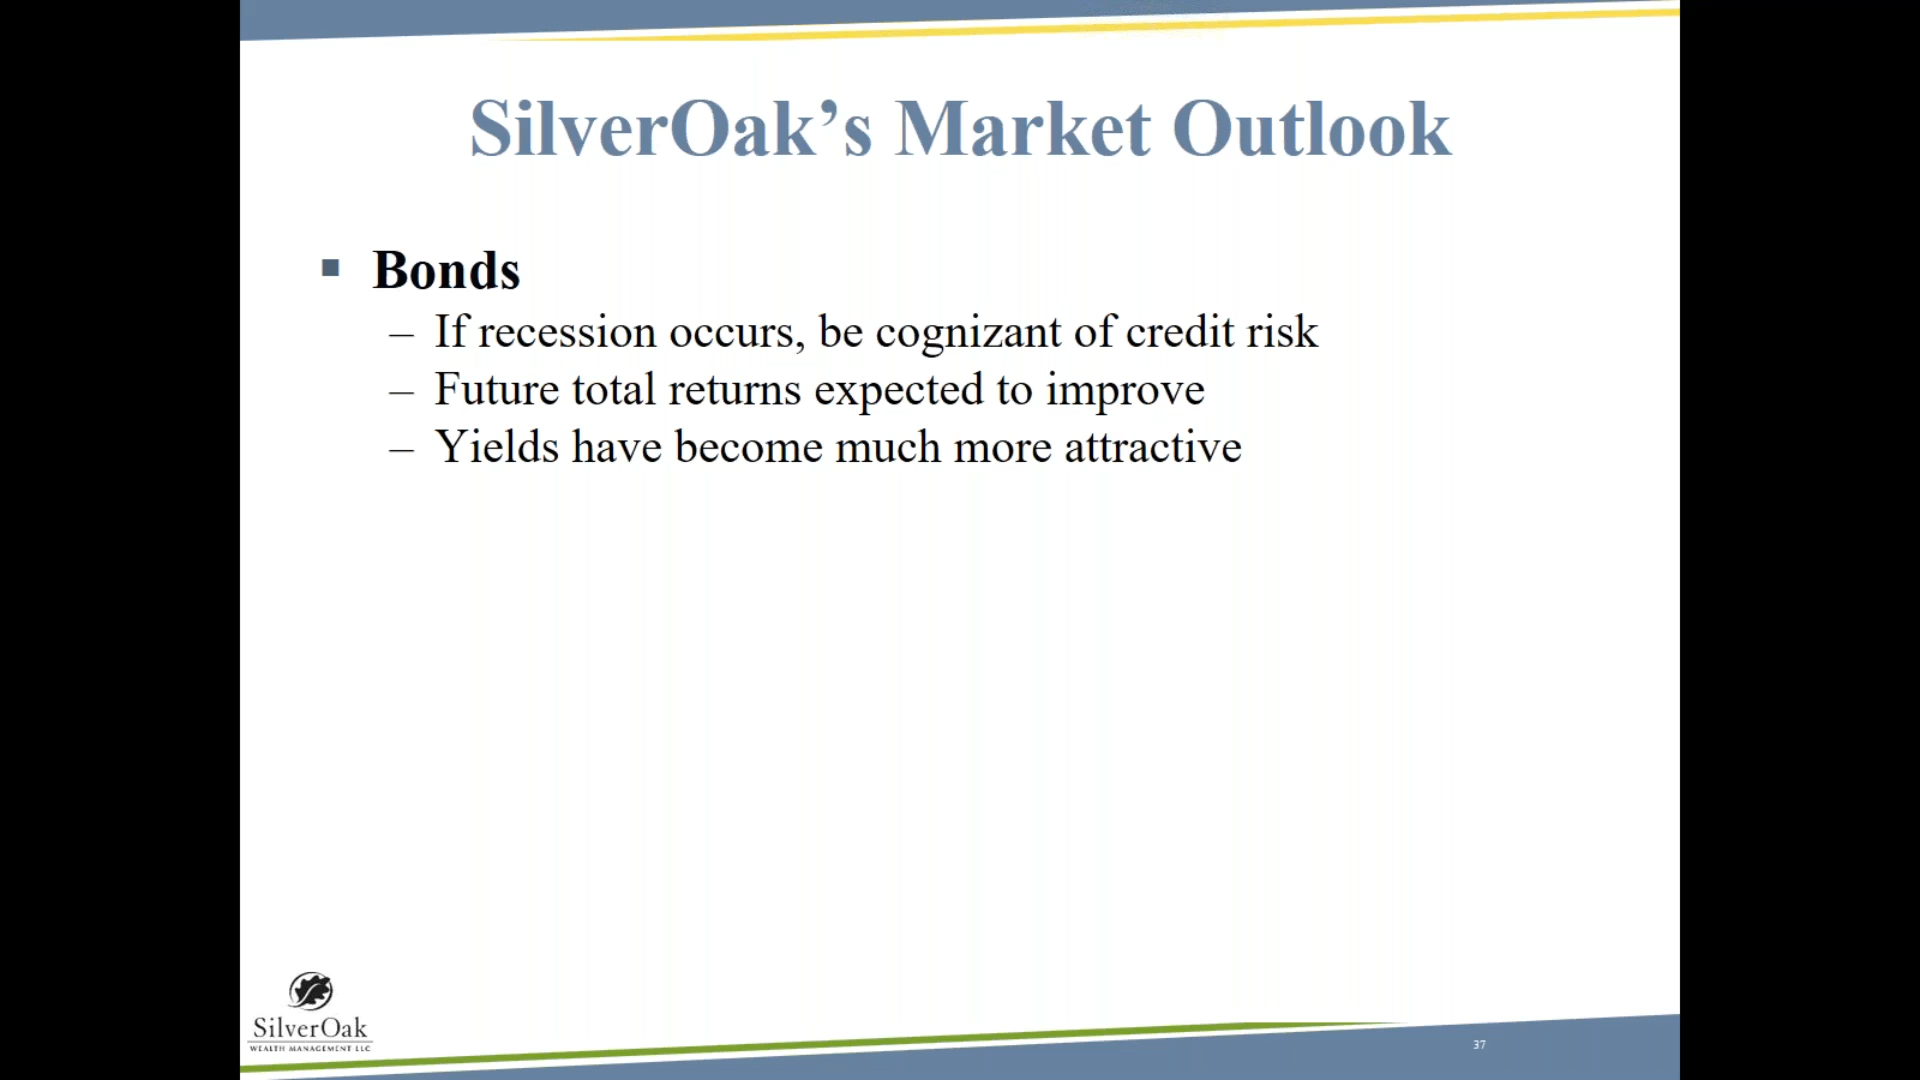 SilverOak’s Market Outlook
▪ Bonds
– If recession occurs, be cognizant of credit risk
– Future total returns expected to improve
– Yields have become much more attractive
SilverOak
WEALTH MANAGEMENT LLC
37